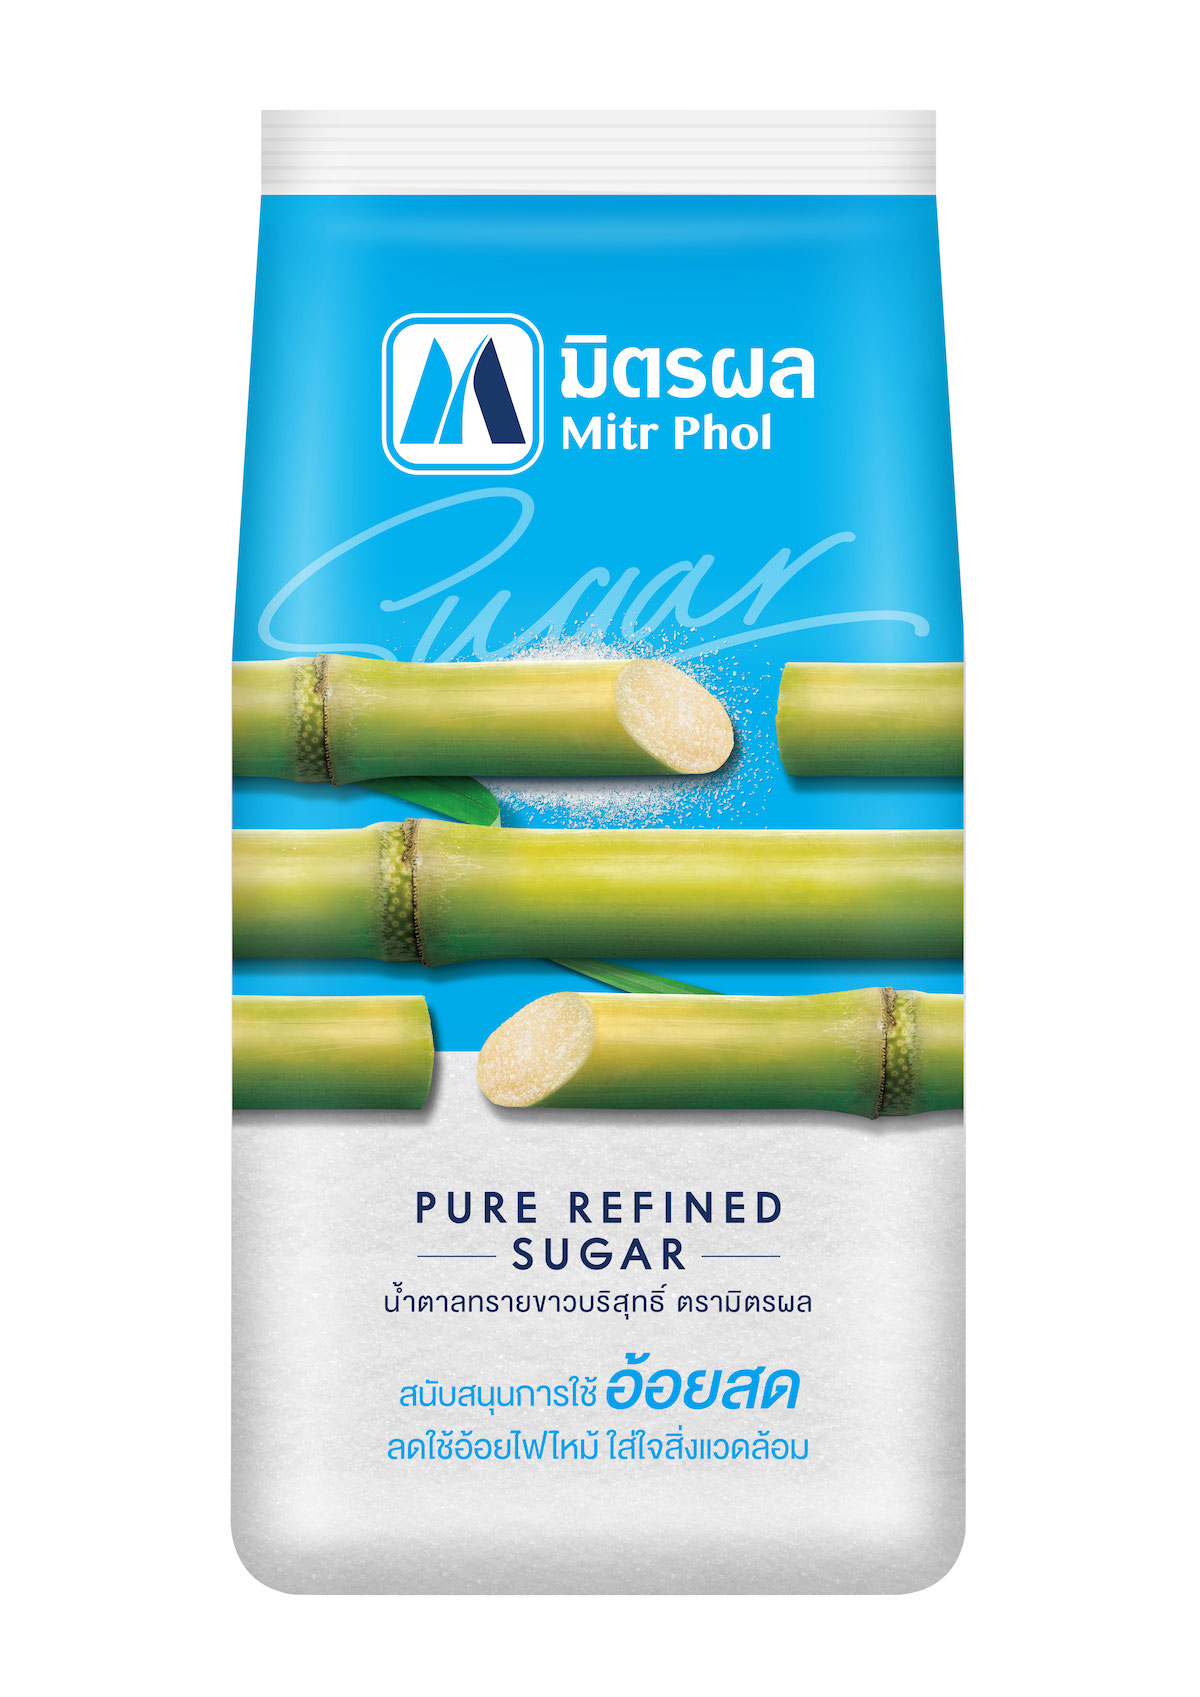 มิตรผล
Mitr Phol
Sugar
PURE REFINED
SUGAR
น้ำตาลทรายขาวบริสุทธิ์ ตรามิตรผล
สนับสนุนการใช้ อ้อยสด
ลดใช้อ้อยไฟไหม้ ใส่ใจสิ่งแวดล้อม